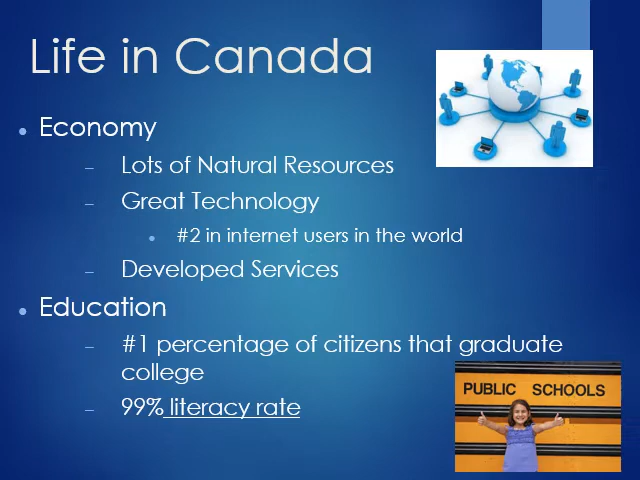 Life in Canada
Economy
Lots of Natural Resources
Great Technology
#2 in internet users in the world
Developed Services
Education
#1 percentage of citizens that graduate
college
99% literacy rate
PUBLIC SCHOOLS